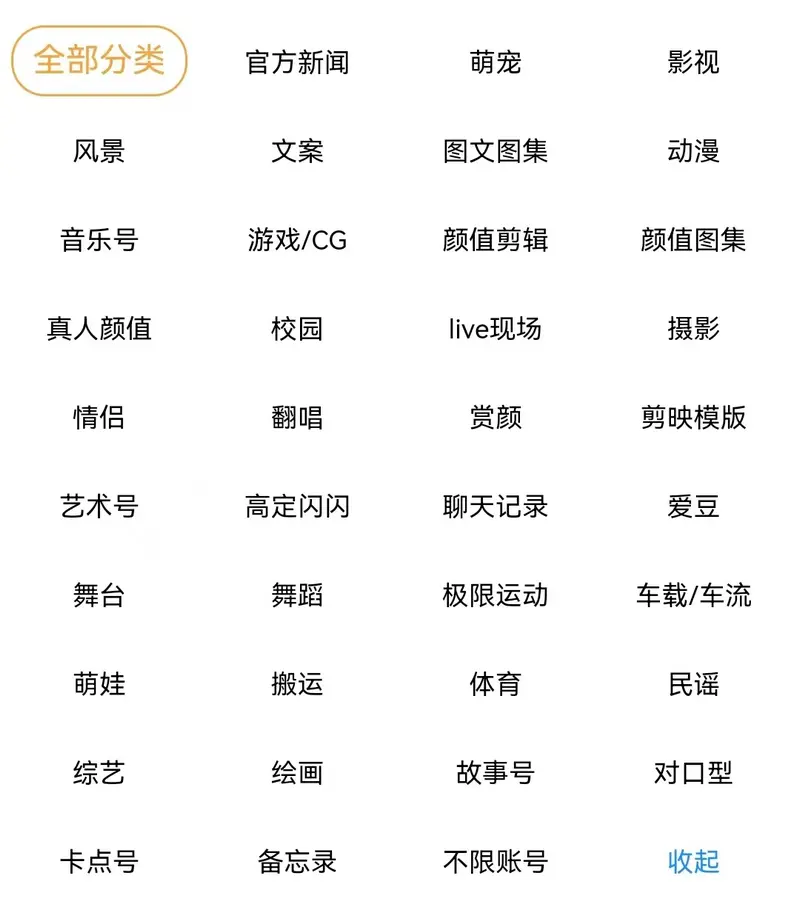 全部分类 官方新闻 萌宠 影视
风景 文案 图文图集 动漫
音乐号 游戏/CG 颜值剪辑 颜值图集
真人颜值 校园 live现场 摄影
情侣 翻唱 赏颜 剪映模版
艺术号 高定闪闪 聊天记录 爱豆
舞台 舞蹈 极限运动 车载/车流
萌娃 搬运 体育 民谣
综艺 绘画 故事号 对口型
卡点号 备忘录 不限账号 收起